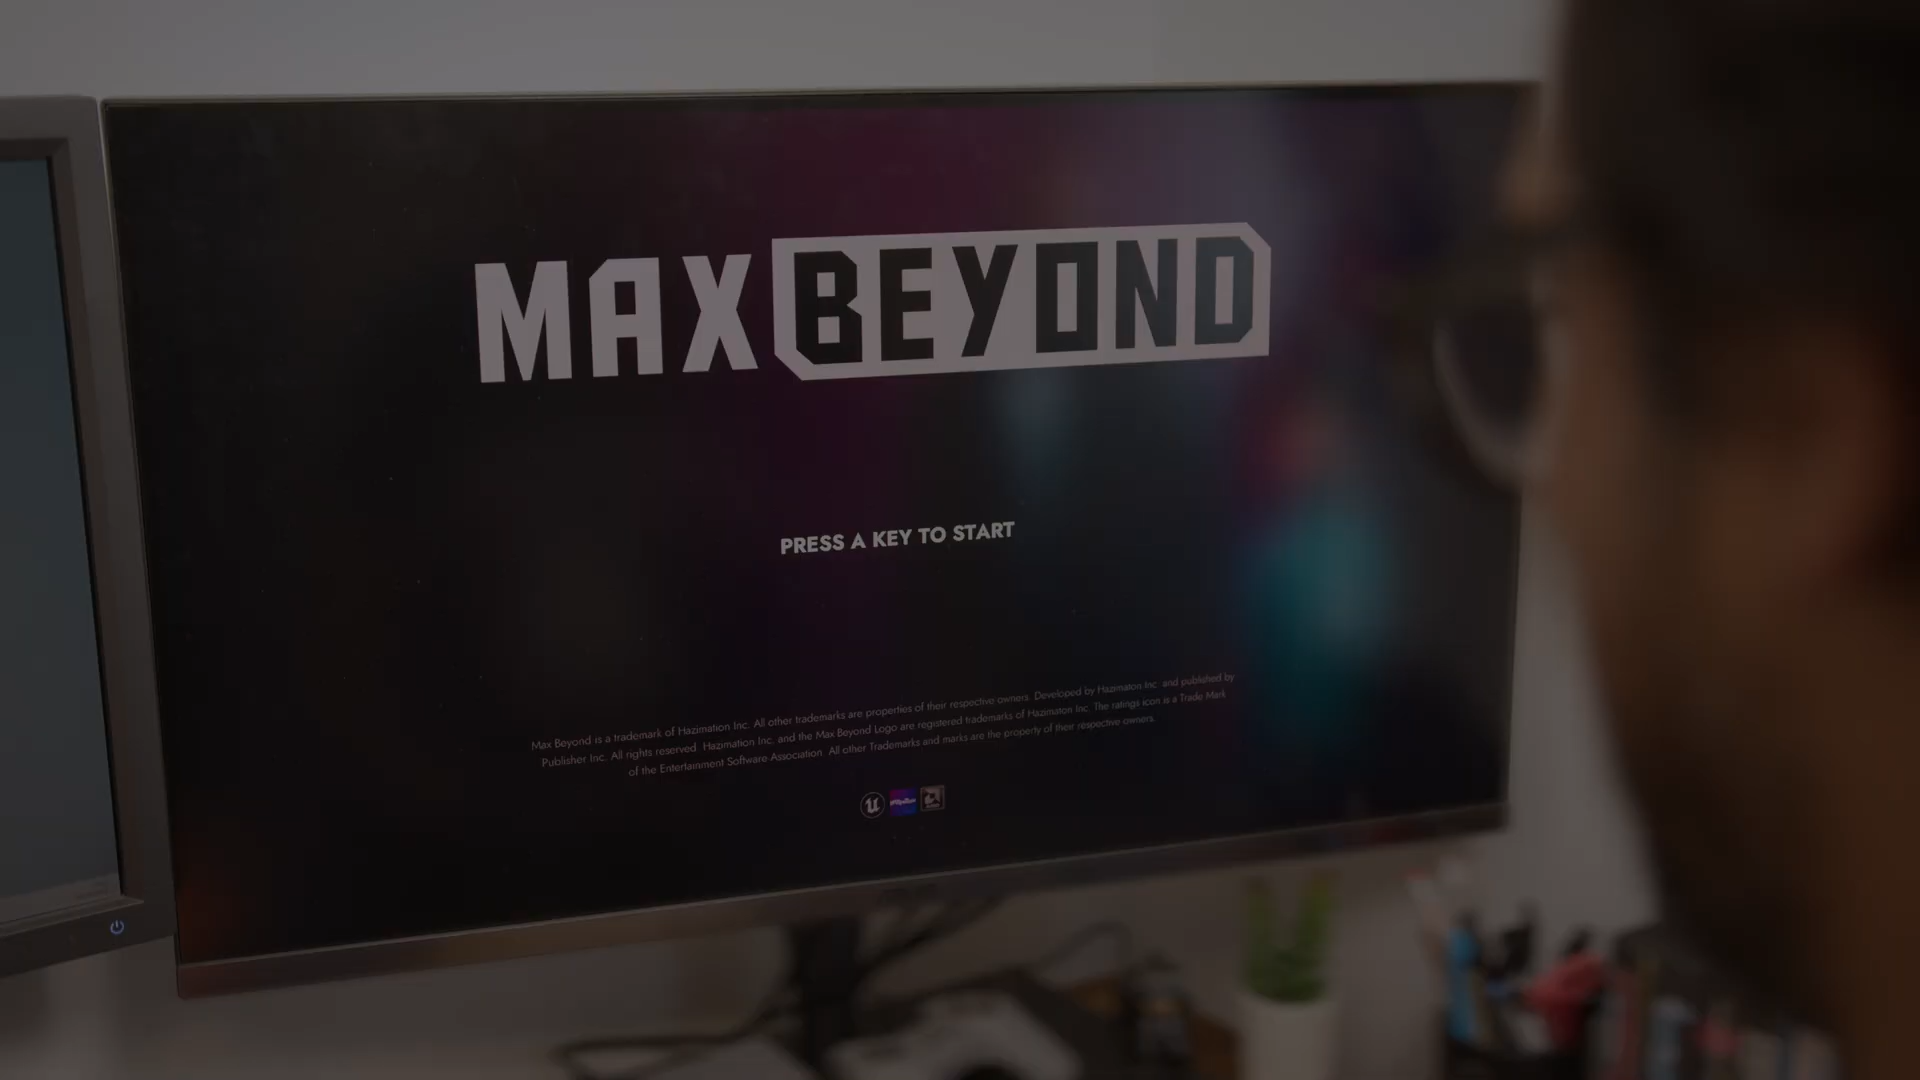 MAX BEYOND
PRESS A KEY TO START
Max Beyond is a trademark of Hazimation Inc. All other trademarks are properties of their respective owners. Developed by Hazimation Inc. and published by
Publisher Inc. All rights reserved. Hazimation Inc. and the Max Beyond Logo are registered trademarks of Hazimation Inc. The ratings icon is a Trade Mark
of the Entertainment Software Association. All other Trademarks and marks are the property of their respective owners.